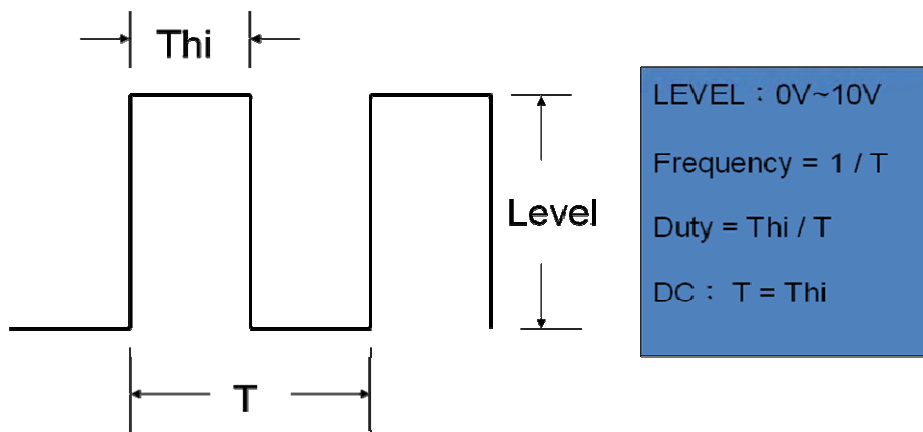 Thi
Level
T
LEVEL：0V~10V
Frequency = 1 / T
Duty = Thi / T
DC： T = Thi